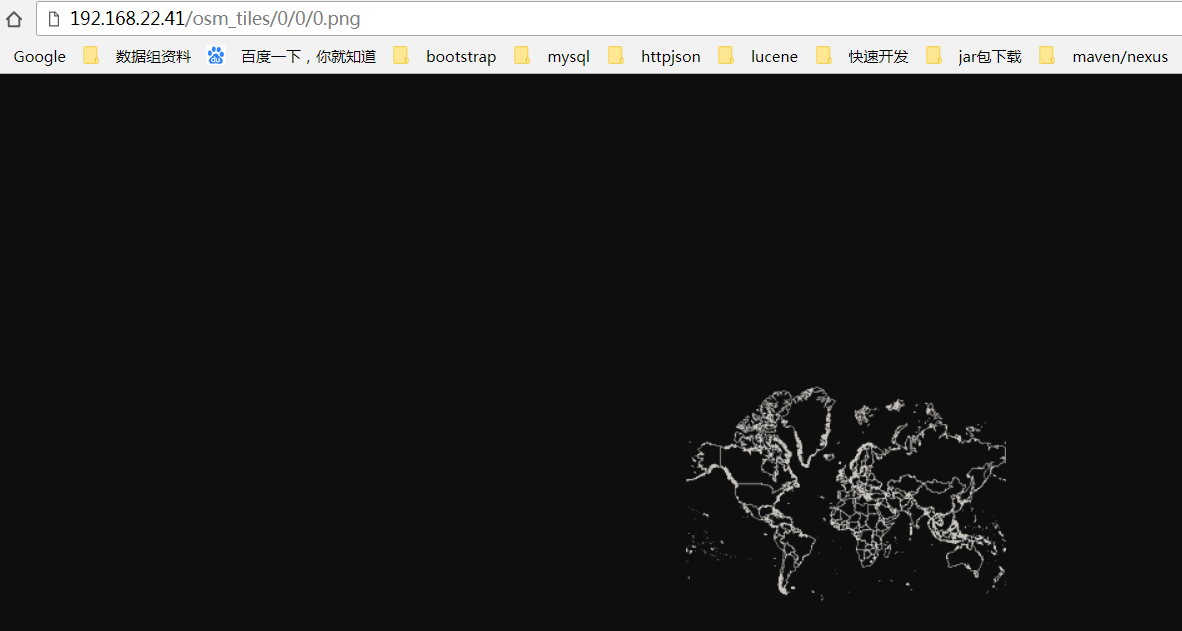 192.168.22.41/osm_tiles/0/0/0.png
Google 数据组资料 du 百度一下，你就知道 bootstrap mysql httpjson lucene 快速开发 jar包下载 maven/nexus